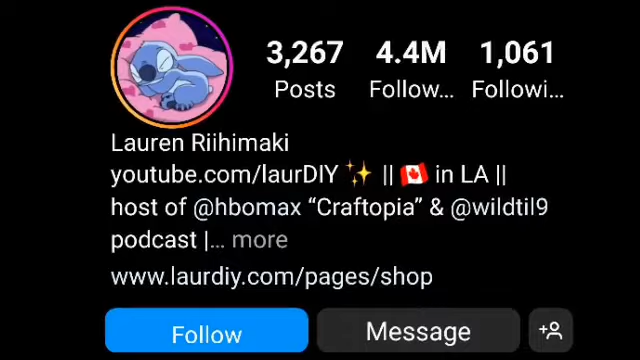 3,267 4.4M 1,061
Posts Follow... Followi...
Lauren Riihimaki
youtube.com/laurDIY ✨ || 🇨🇦 in LA ||
host of @hbomax “Craftopia” & @wildtil9
podcast |... more
www.laurdiy.com/pages/shop
Follow Message